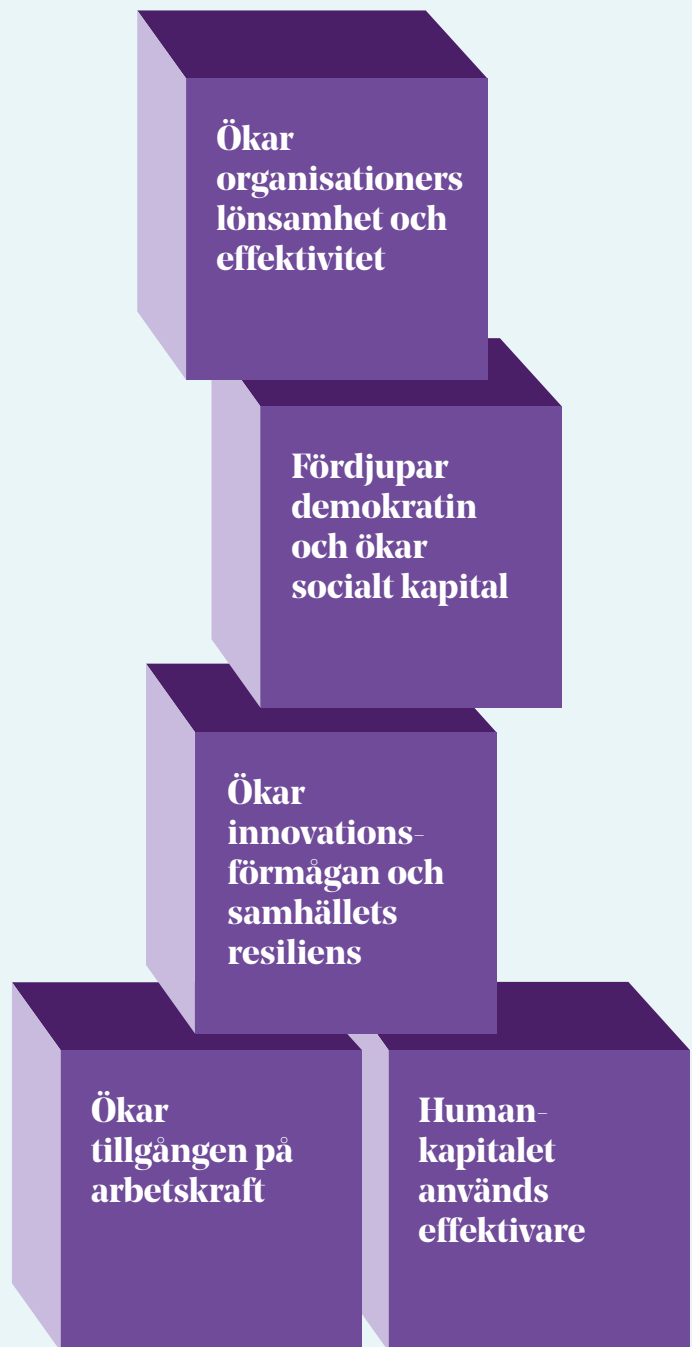 Ökar
organisationers
lönsamhet och
effektivitet
Fördjupar
demokratin
och ökar
socialt kapital
Ökar
innovations-
förmågan och
samhällets
resiliens
Ökar
tillgången på
arbetskraft
Human-
kapitalet
används
effektivare